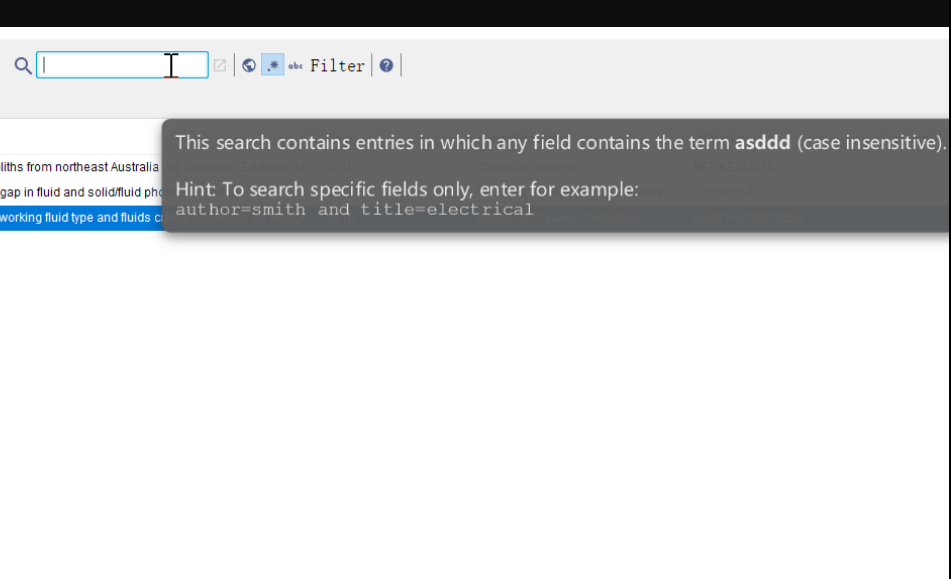 .* abc Filter ?
This search contains entries in which any field contains the term asddd (case insensitive).
liths from northeast Australia
Hint: To search specific fields only, enter for example:
gap in fluid and solid/fluid pho
author=smith and title=electrical
working fluid type and fluids c